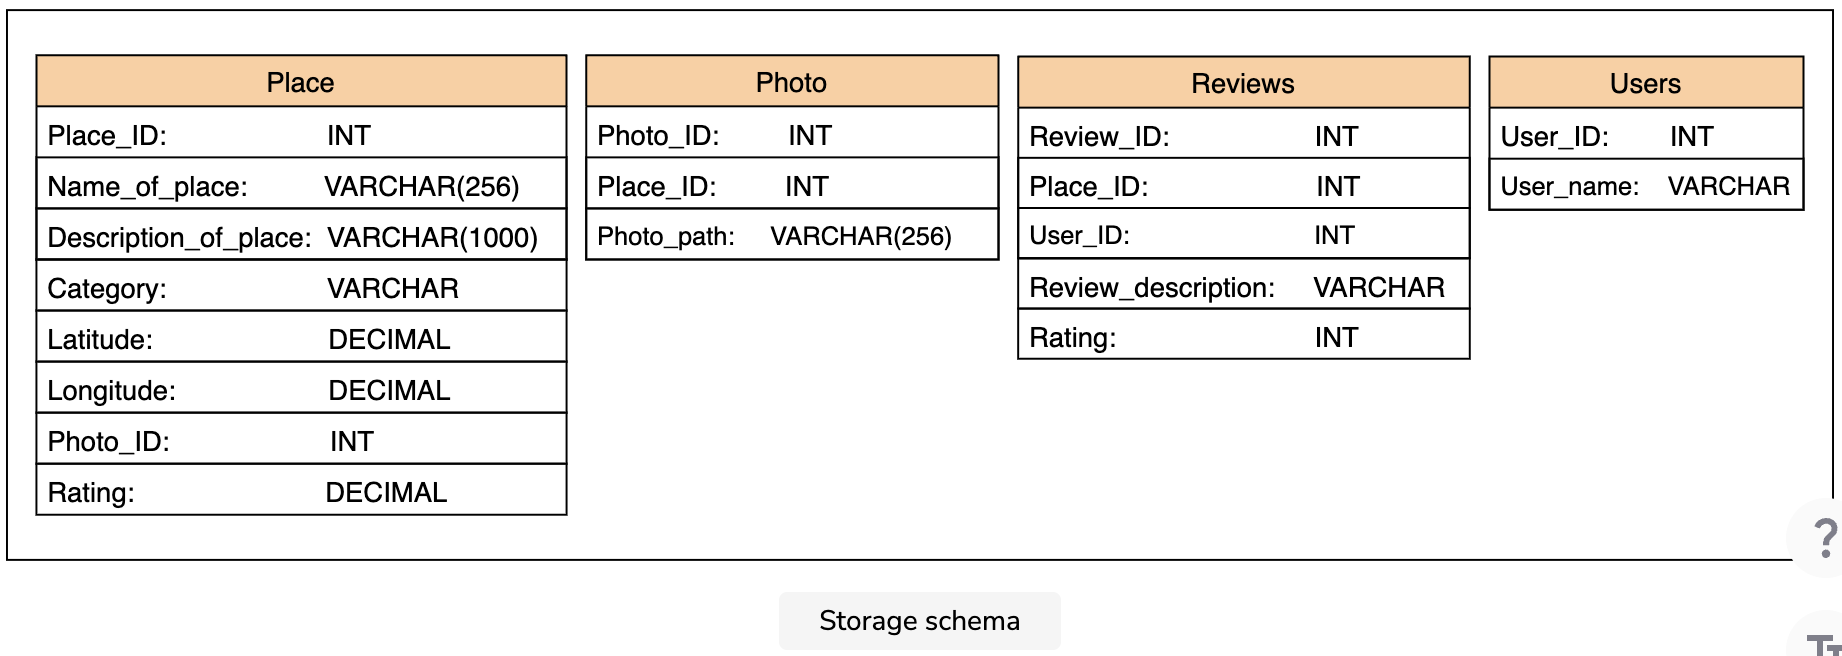 Place
Place_ID: INT
Name_of_place: VARCHAR(256)
Description_of_place: VARCHAR(1000)
Category: VARCHAR
Latitude: DECIMAL
Longitude: DECIMAL
Photo_ID: INT
Rating: DECIMAL
Photo
Photo_ID: INT
Place_ID: INT
Photo_path: VARCHAR(256)
Reviews
Review_ID: INT
Place_ID: INT
User_ID: INT
Review_description: VARCHAR
Rating: INT
Users
User_ID: INT
User_name: VARCHAR
?
Storage schema